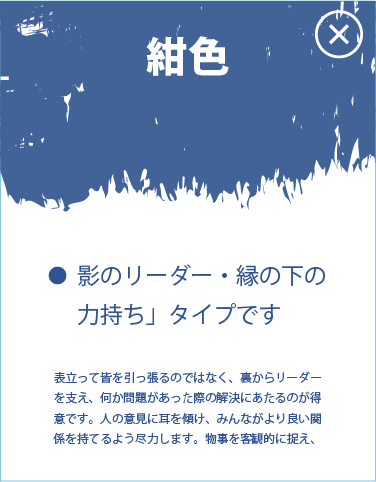 紺色
● 影のリーダー・縁の下の
力持ち」タイプです
表立って皆を引っ張るのではなく、裏からリーダー
を支え、何か問題があった際の解決にあたるのが得
意です。人の意見に耳を傾け、みんながより良い関
係を持てるよう尽力します。物事を客観的に捉え、